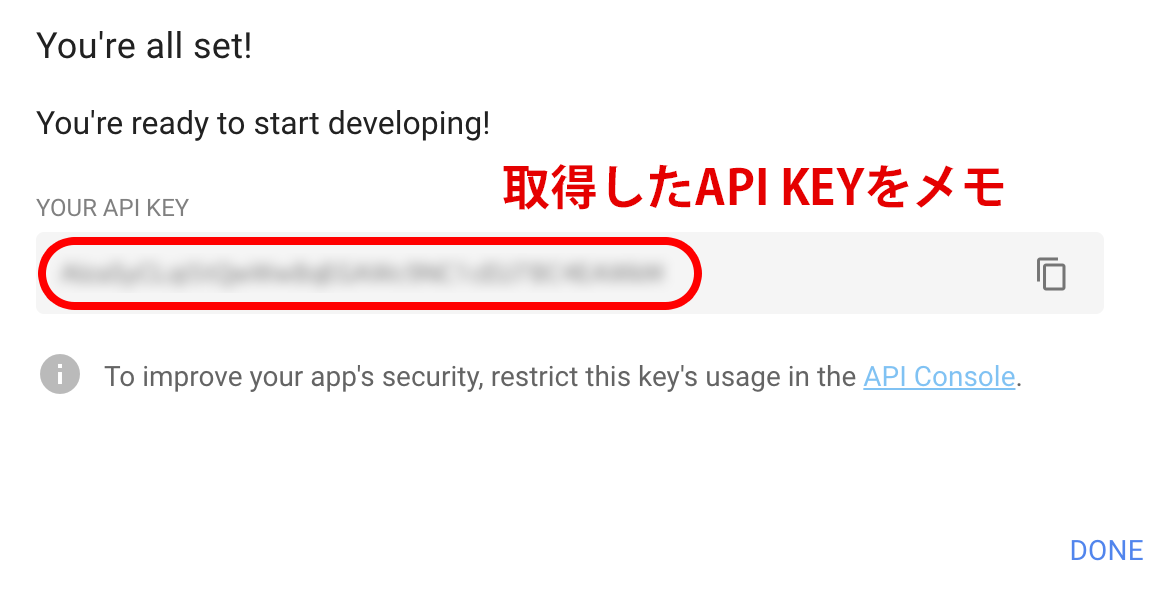 You're all set!
You're ready to start developing!
取得したAPI KEYをメモ
YOUR API KEY
To improve your app's security, restrict this key's usage in the API Console.
DONE